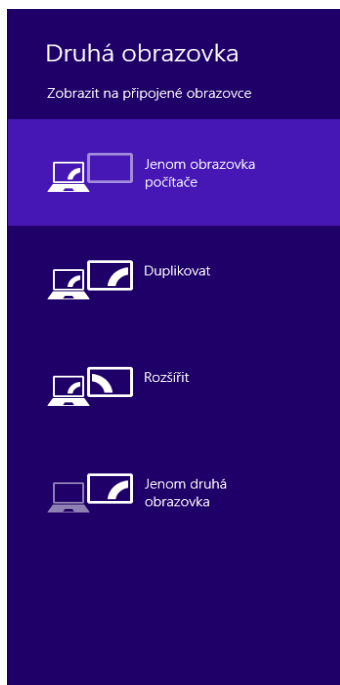 Druhá obrazovka
Zobrazit na připojené obrazovce
Jenom obrazovka
počítače
Duplikovat
Rozšířit
Jenom druhá
obrazovka